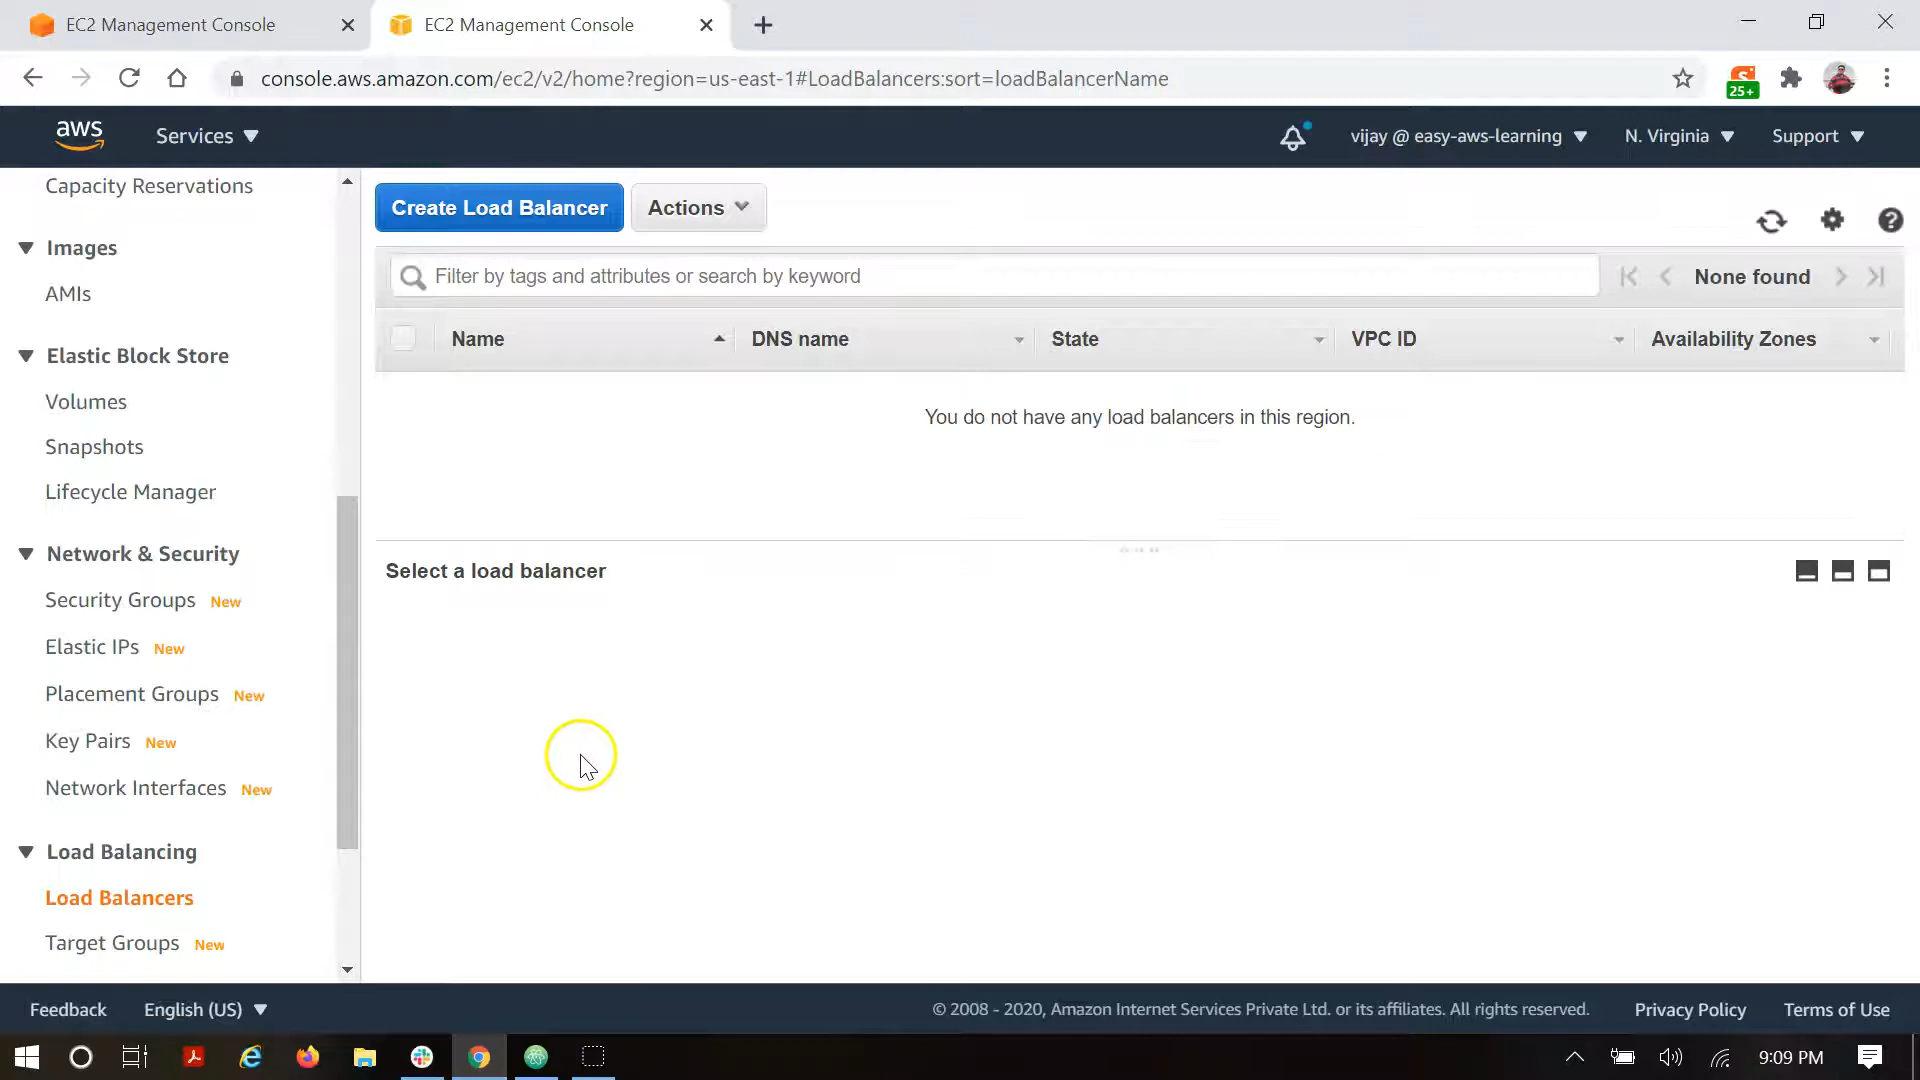 EC2 Management Console
EC2 Management Console
console.aws.amazon.com/ec2/v2/home?region=us-east-1#LoadBalancers:sort=loadBalancerName
25+
aws
Services
vijay @ easy-aws-learning
N. Virginia
Support
Capacity Reservations
Images
AMIs
Elastic Block Store
Volumes
Snapshots
Lifecycle Manager
Network & Security
Security Groups New
Elastic IPs New
Placement Groups New
Key Pairs New
Network Interfaces New
Load Balancing
Load Balancers
Target Groups New
Create Load Balancer
Actions
Filter by tags and attributes or search by keyword
None found
Name
DNS name
State
VPC ID
Availability Zones
You do not have any load balancers in this region.
Select a load balancer
Feedback
English (US)
© 2008 - 2020, Amazon Internet Services Private Ltd. or its affiliates. All rights reserved.
Privacy Policy
Terms of Use
9:09 PM